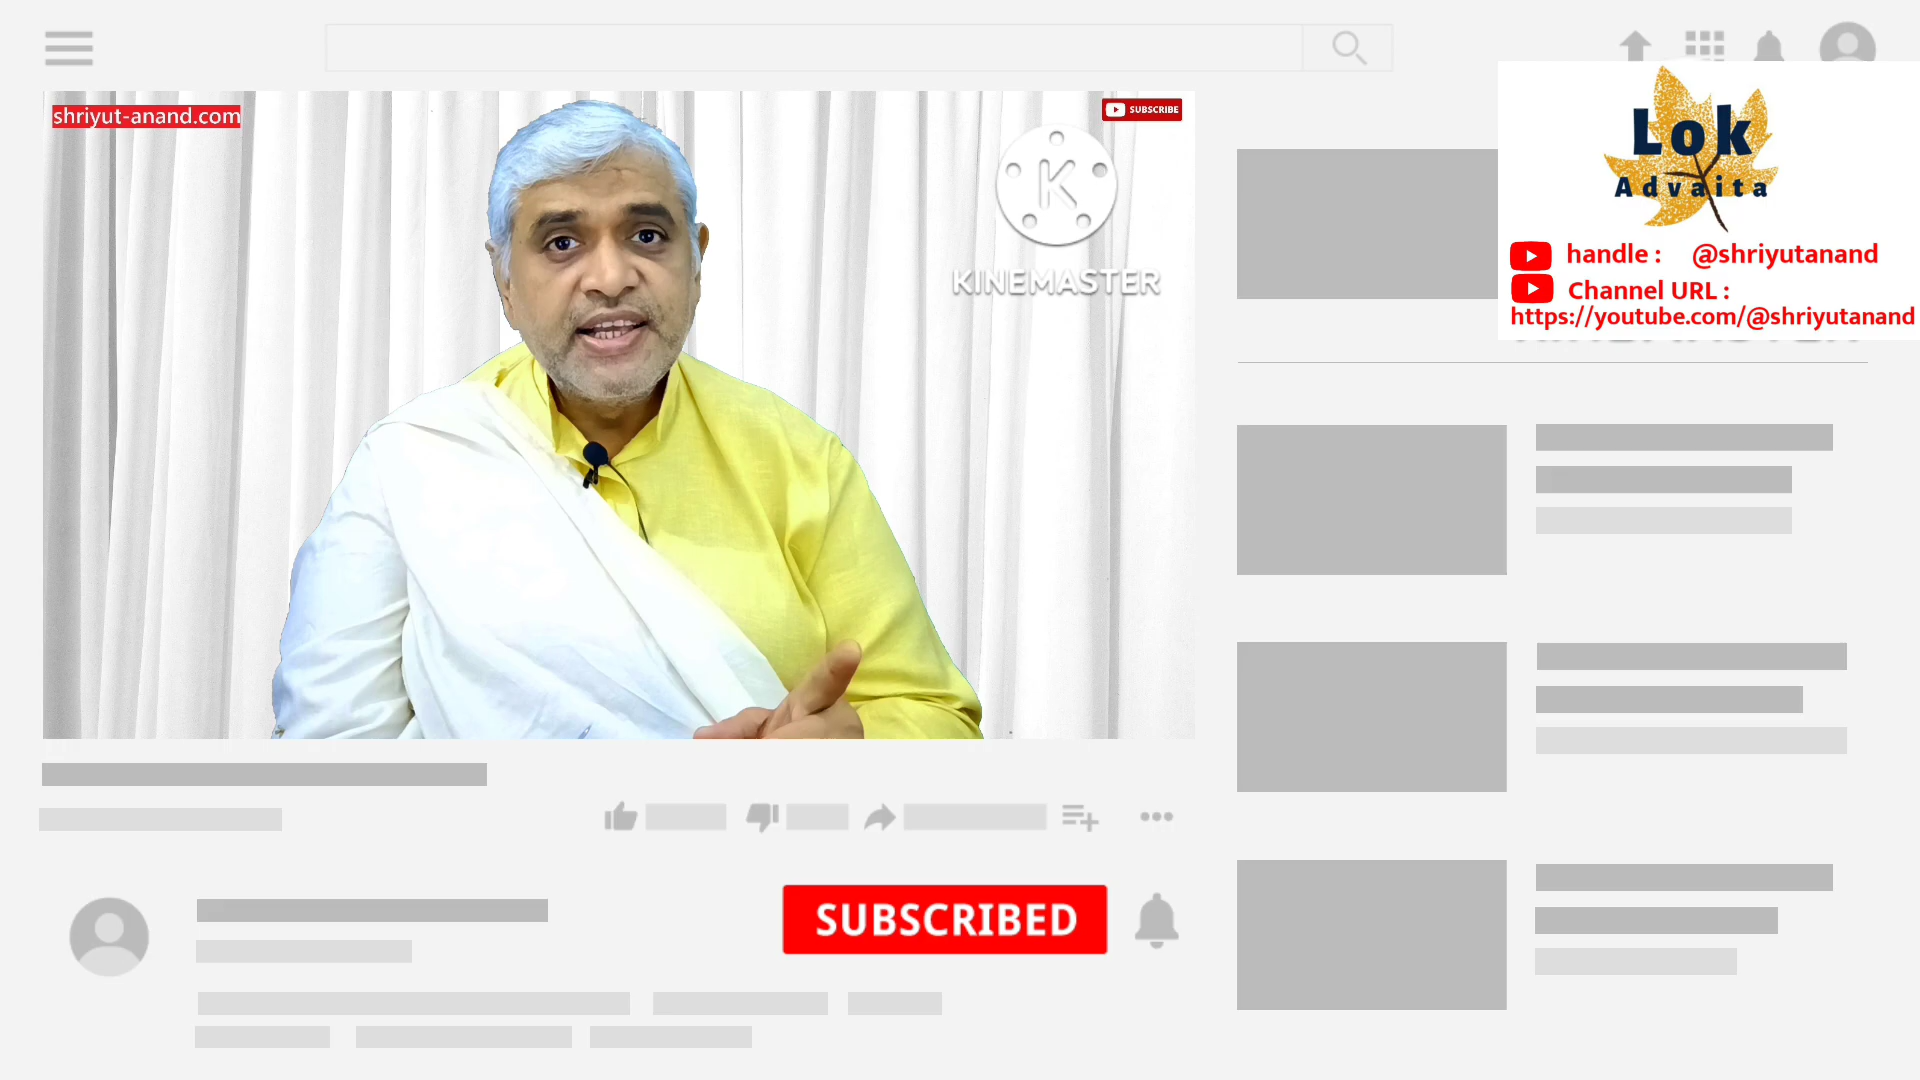 shriyut-anand.com
SUBSCRIBE
K
KINEMASTER
Lok
Advaita
handle : @shriyutanand
Channel URL :
https://youtube.com/@shriyutanand
SUBSCRIBED